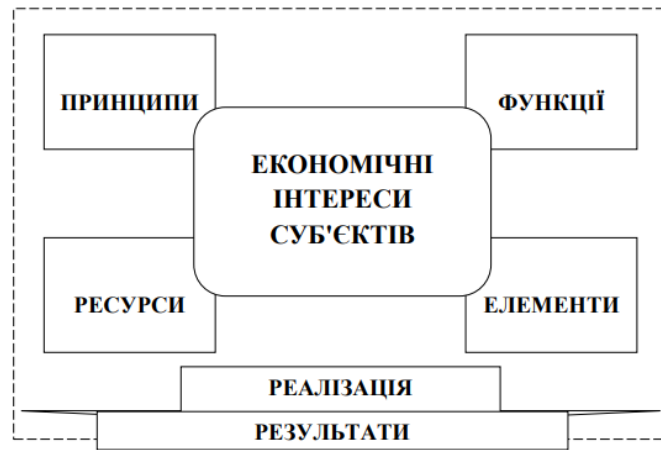 ПРИНЦИПИ
ФУНКЦІЇ
ЕКОНОМІЧНІ
ІНТЕРЕСИ
СУБ'ЄКТІВ
РЕСУРСИ
ЕЛЕМЕНТИ
РЕАЛІЗАЦІЯ
РЕЗУЛЬТАТИ